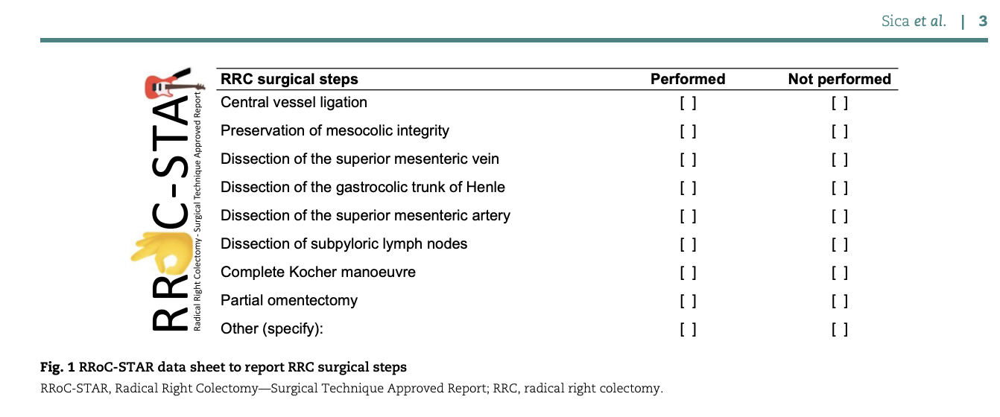 Sica et al. | 3
RRC-STAR
Radical Right Colectomy - Surgical Technique Approved Report
RRC surgical steps Performed Not performed
Central vessel ligation [ ] [ ]
Preservation of mesocolic integrity [ ] [ ]
Dissection of the superior mesenteric vein [ ] [ ]
Dissection of the gastrocolic trunk of Henle [ ] [ ]
Dissection of the superior mesenteric artery [ ] [ ]
Dissection of subpyloric lymph nodes [ ] [ ]
Complete Kocher manoeuvre [ ] [ ]
Partial omentectomy [ ] [ ]
Other (specify): [ ] [ ]
Fig. 1 RRoC-STAR data sheet to report RRC surgical steps
RRoC-STAR, Radical Right Colectomy—Surgical Technique Approved Report; RRC, radical right colectomy.